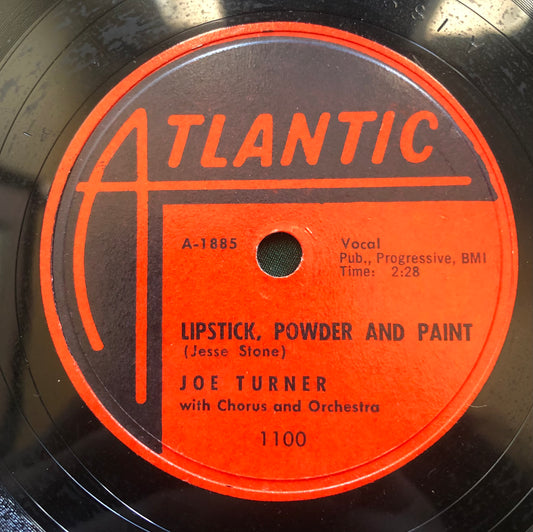 ATLANTIC
A-1885
Vocal
Pub., Progressive, BMI
Time: 2:28
LIPSTICK, POWDER AND PAINT
(Jesse Stone)
JOE TURNER
with Chorus and Orchestra
1100